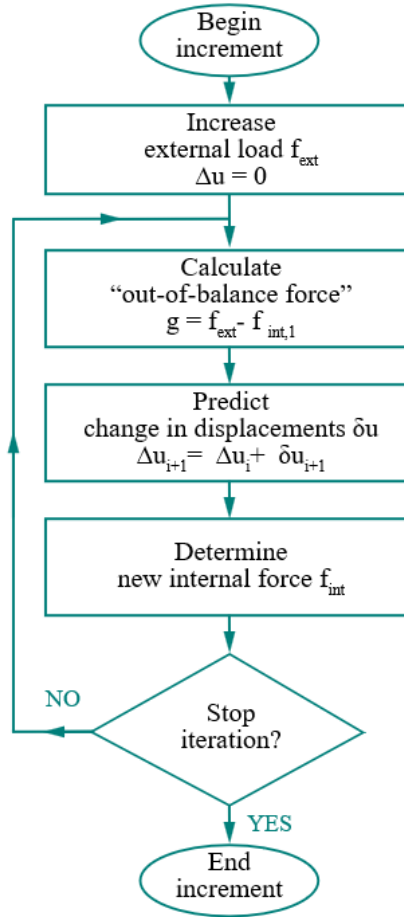 Begin
increment
Increase
external load f_ext
Δu = 0
Calculate
“out-of-balance force”
g = f_ext- f_int,1
Predict
change in displacements δu
Δu_i+1= Δu_i+ δu_i+1
Determine
new internal force f_int
NO
Stop
iteration?
YES
End
increment